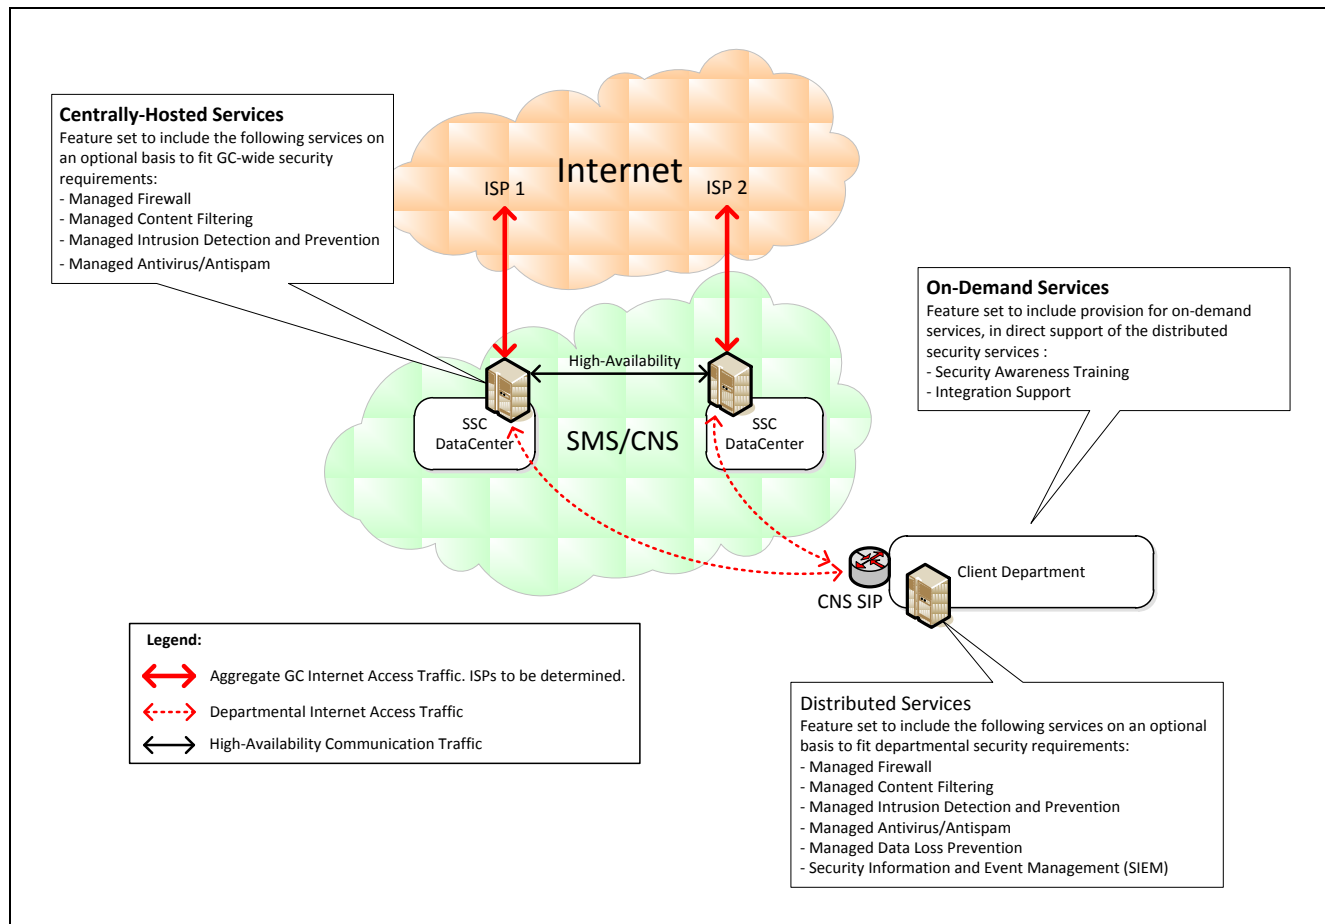 Centrally-Hosted Services
Feature set to include the following services on
an optional basis to fit GC-wide security
requirements:
- Managed Firewall
- Managed Content Filtering
- Managed Intrusion Detection and Prevention
- Managed Antivirus/Antispam
Internet
ISP 1
ISP 2
On-Demand Services
Feature set to include provision for on-demand
services, in direct support of the distributed
security services :
- Security Awareness Training
- Integration Support
High-Availability
SSC
DataCenter
SMS/CNS
SSC
DataCenter
Client Department
CNS SIP
Legend:
Aggregate GC Internet Access Traffic. ISPs to be determined.
Departmental Internet Access Traffic
High-Availability Communication Traffic
Distributed Services
Feature set to include the following services on an optional
basis to fit departmental security requirements:
- Managed Firewall
- Managed Content Filtering
- Managed Intrusion Detection and Prevention
- Managed Antivirus/Antispam
- Managed Data Loss Prevention
- Security Information and Event Management (SIEM)